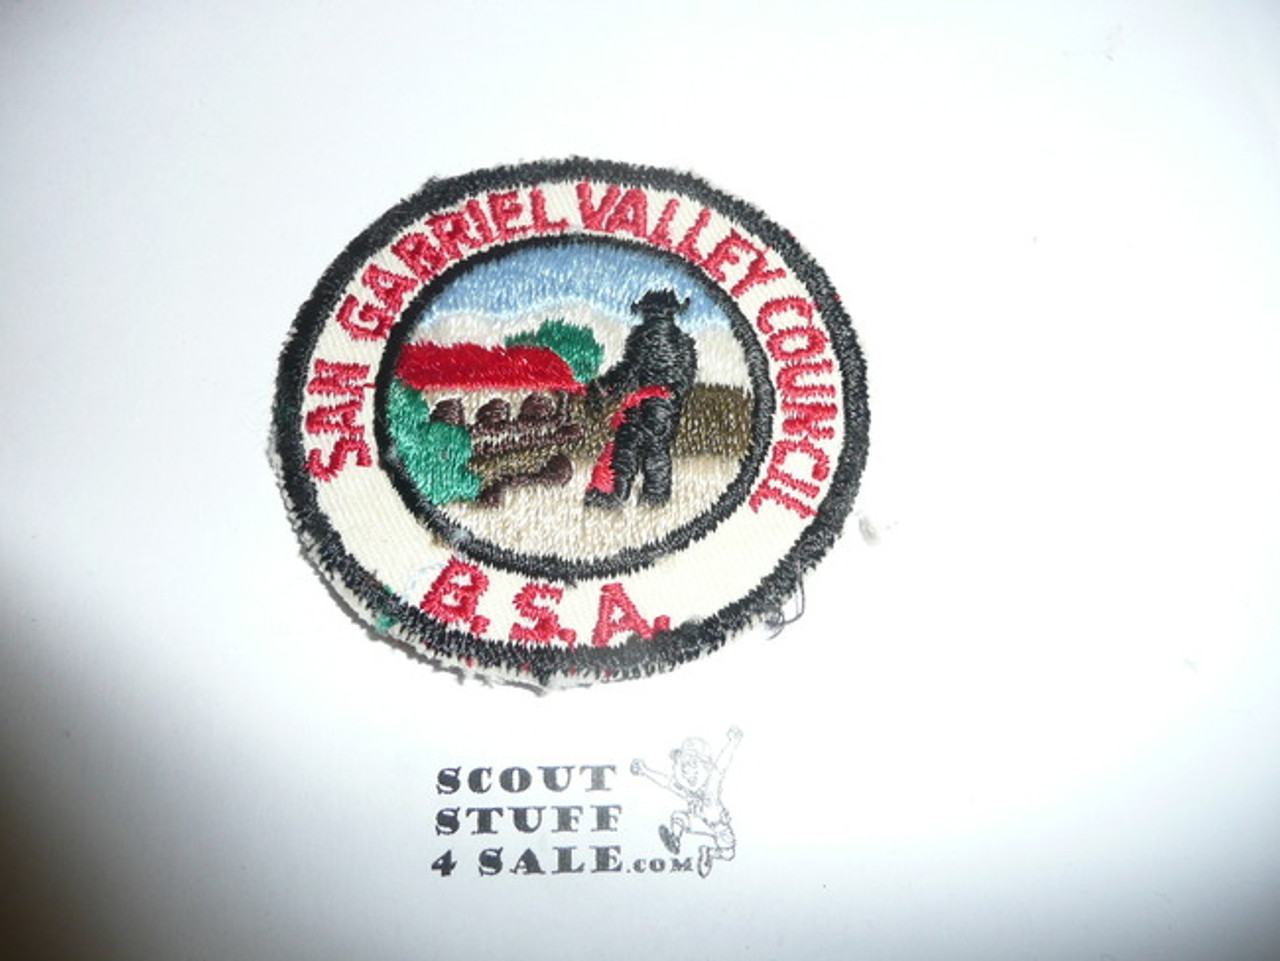 SAN GABRIEL VALLEY COUNCIL
B.S.A.
SCOUT
STUFF
4 SALE.COM